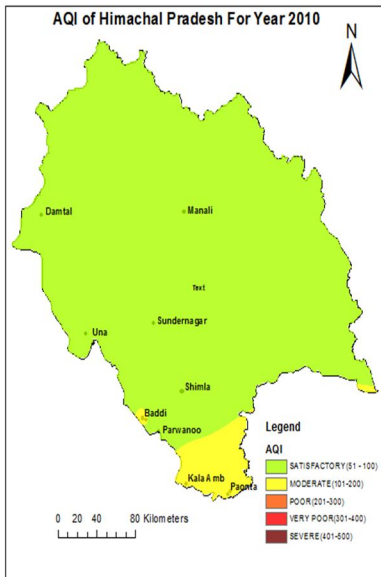 AQI of Himachal Pradesh For Year 2010
N
Damtal
Manali
Text
Sundernagar
Una
Shimla
Baddi
Parwanoo
Kala Amb
Paonta
Legend
AQI
SATISFACTORY(51 - 100)
MODERATE(101-200)
POOR(201-300)
VERY POOR(301-400)
SEVERE(401-500)
0 20 40 80 Kilometers